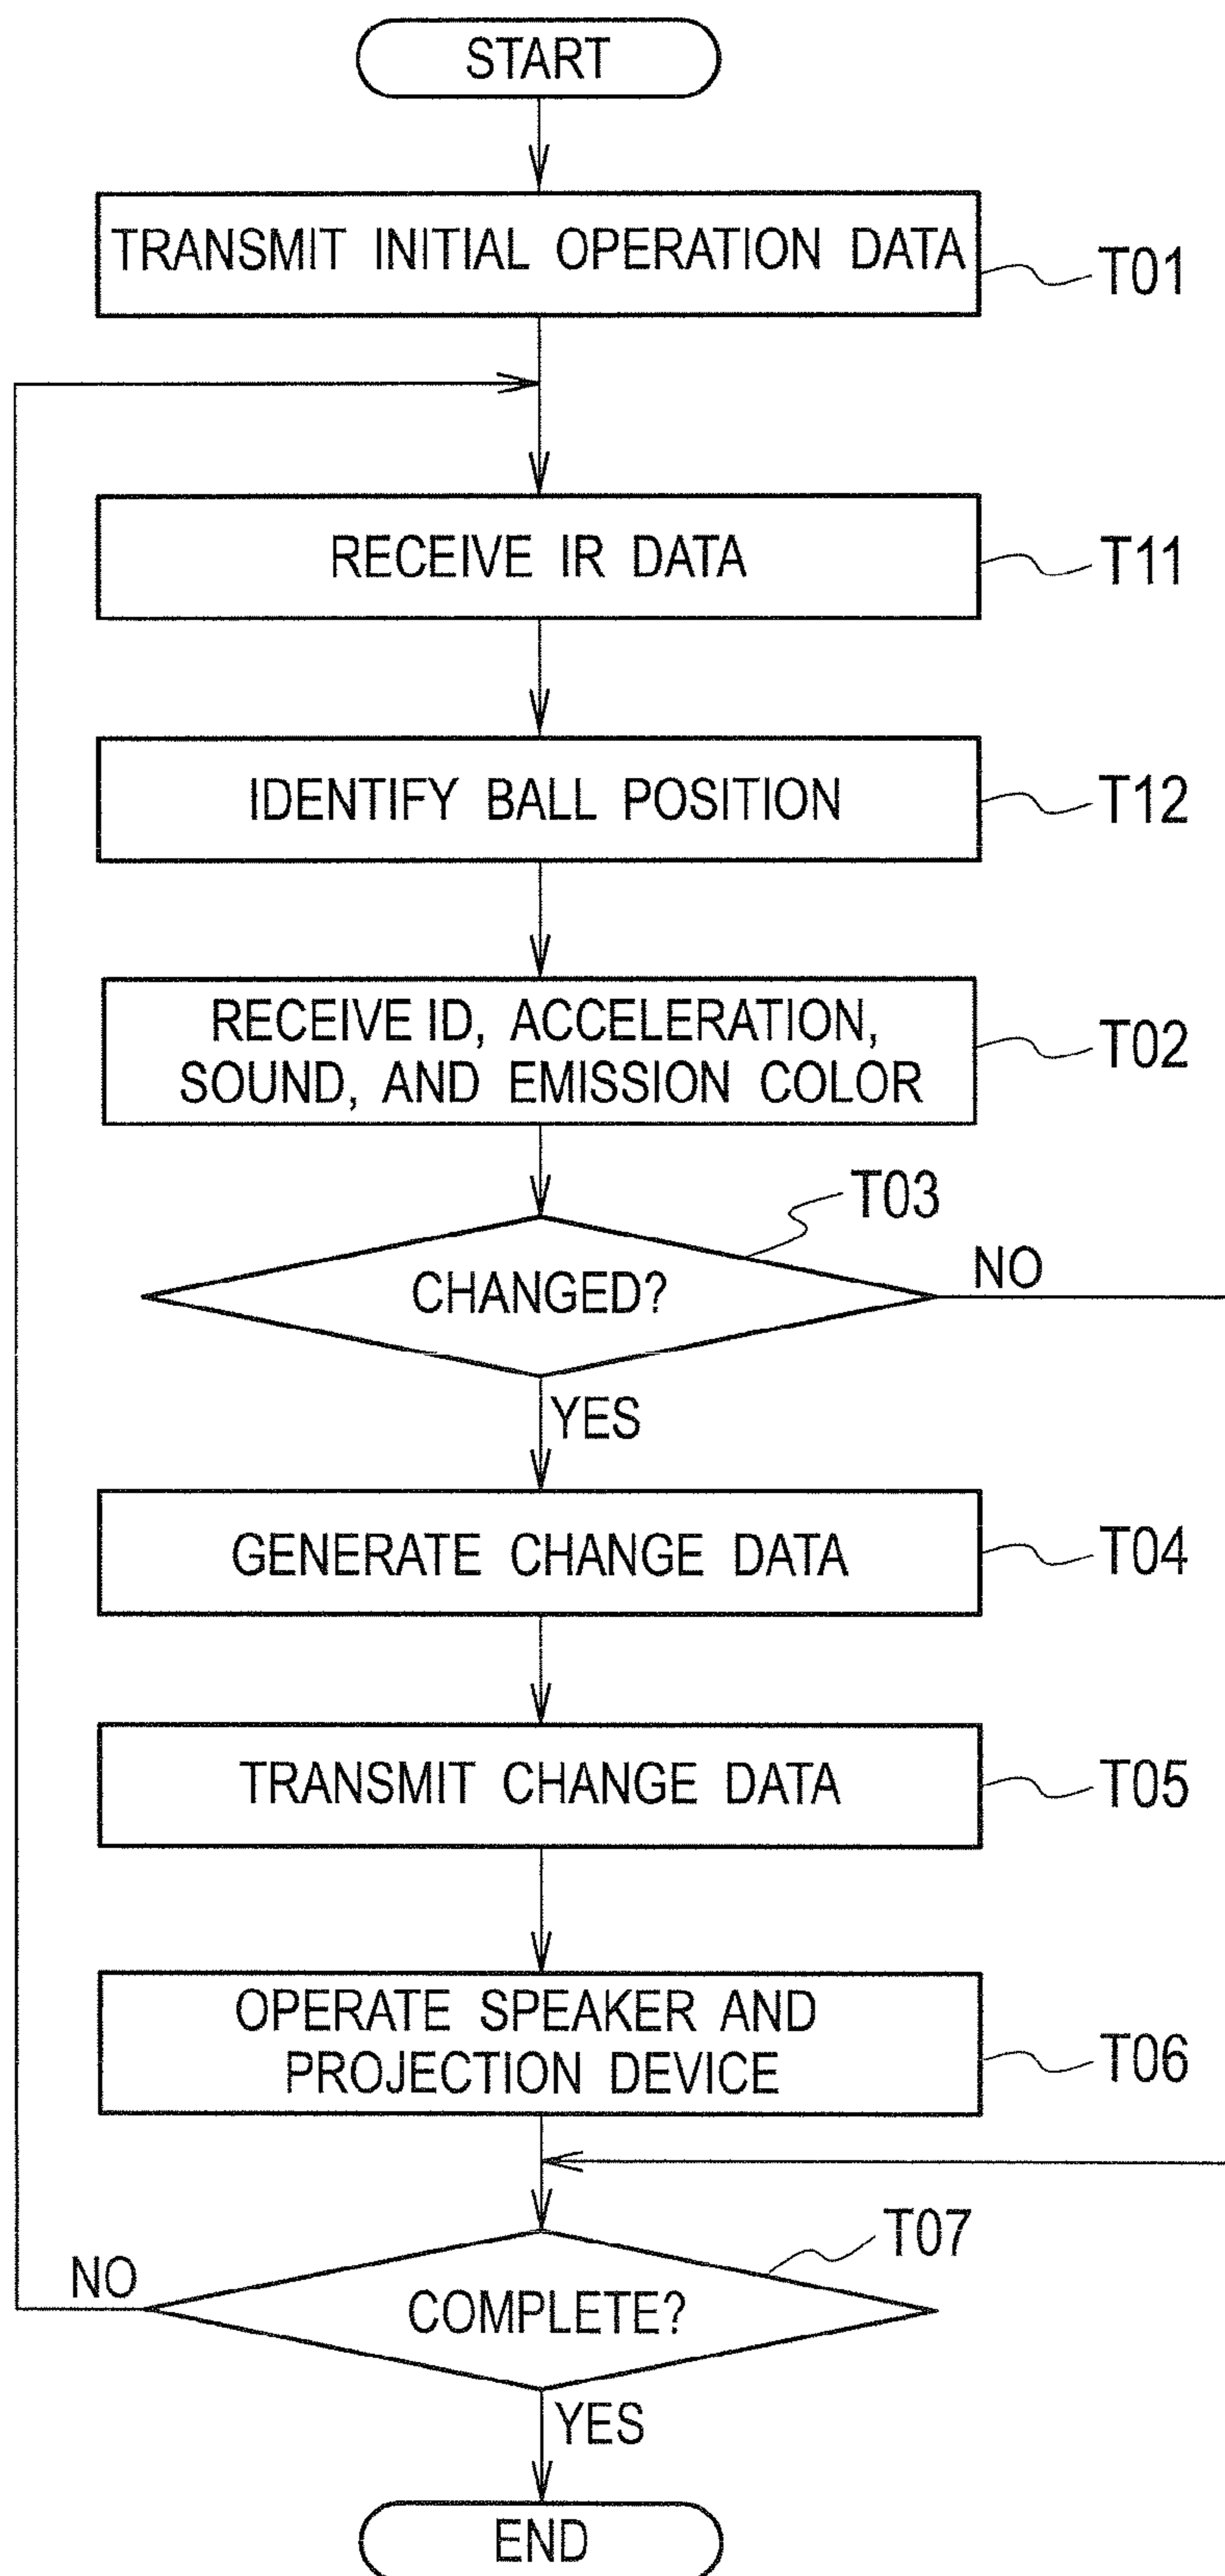 START
TRANSMIT INITIAL OPERATION DATA
T01
RECEIVE IR DATA
T11
IDENTIFY BALL POSITION
T12
RECEIVE ID, ACCELERATION,
SOUND, AND EMISSION COLOR
T02
T03
CHANGED?
NO
YES
GENERATE CHANGE DATA
T04
TRANSMIT CHANGE DATA
T05
OPERATE SPEAKER AND
PROJECTION DEVICE
T06
T07
NO
COMPLETE?
YES
END